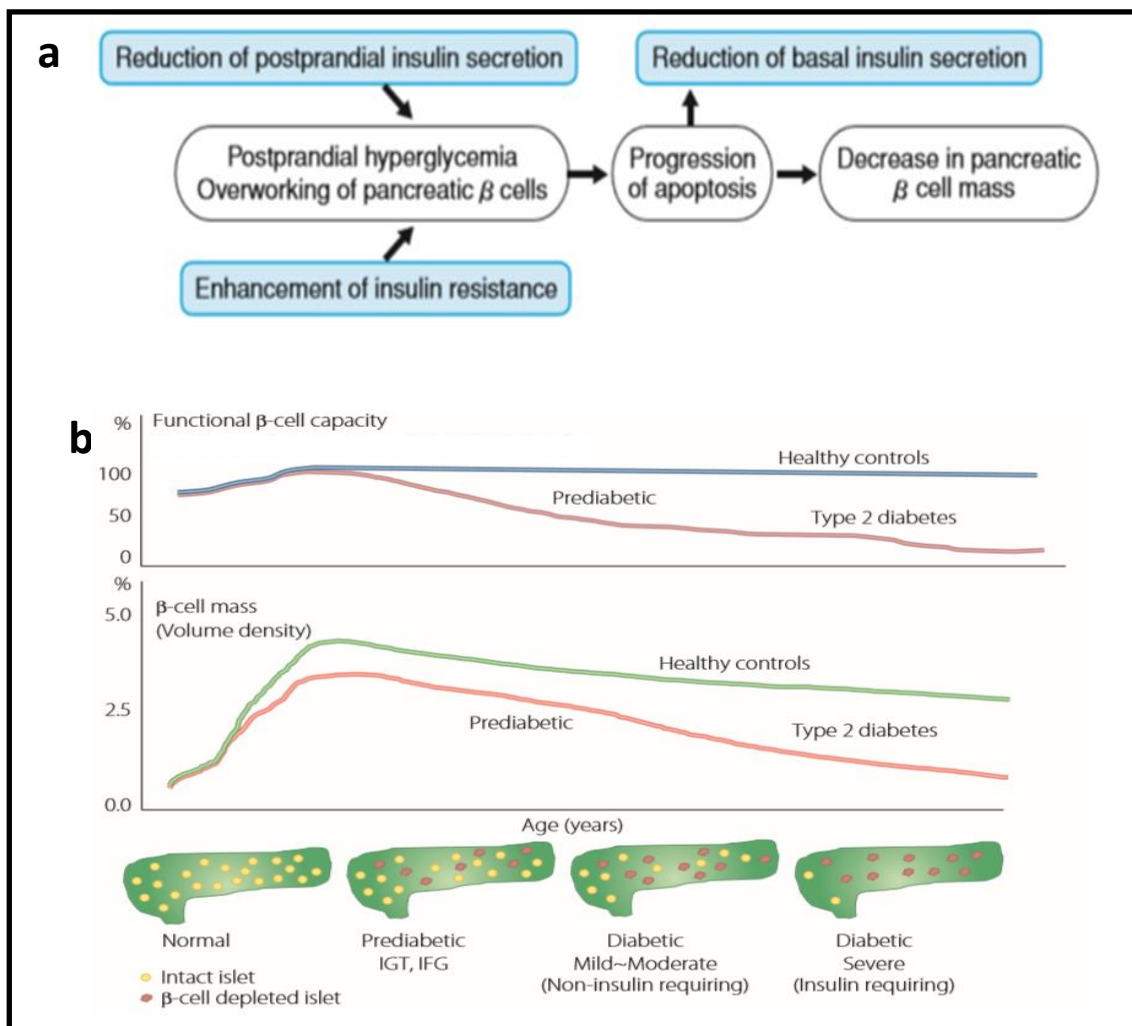 a
Reduction of postprandial insulin secretion
Reduction of basal insulin secretion
Postprandial hyperglycemia
Overworking of pancreatic β cells
Progression
of apoptosis
Decrease in pancreatic
β cell mass
Enhancement of insulin resistance
b
%
Functional β-cell capacity
100
50
0
Healthy controls
Prediabetic
Type 2 diabetes
%
5.0
β-cell mass
(Volume density)
2.5
0.0
Healthy controls
Prediabetic
Type 2 diabetes
Age (years)
Normal
Prediabetic
IGT, IFG
Diabetic
Mild~Moderate
(Non-insulin requiring)
Diabetic
Severe
(Insulin requiring)
Intact islet
β-cell depleted islet